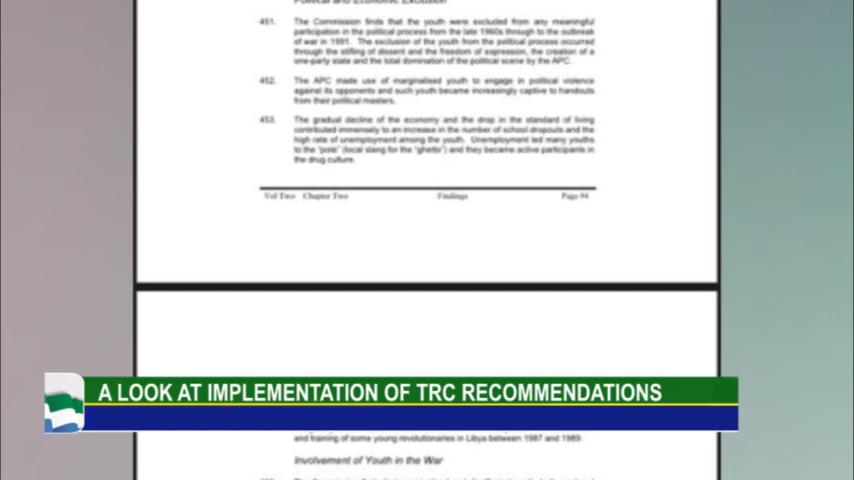 Political and Economic Exclusion
451. The Commission finds that the youth were excluded from any meaningful
participation in the political process from the late 1960s through to the outbreak
of war in 1991. The exclusion of the youth from the political process occurred
through the stifling of dissent and the freedom of expression, the creation of a
one-party state and the total domination of the political scene by the APC.
452. The APC made use of marginalised youth to engage in political violence
against its opponents and such youth became increasingly captive to handouts
from their political masters.
453. The gradual decline of the economy and the drop in the standard of living
contributed immensely to an increase in the number of school dropouts and the
high rate of unemployment among the youth. Unemployment led many youths
to the "pote" (local slang for the "ghetto") and they became active participants in
the drug culture.
Vol Two Chapter Two Findings Page 94
A LOOK AT IMPLEMENTATION OF TRC RECOMMENDATIONS
and training of some young revolutionaries in Libya between 1987 and 1989.
Involvement of Youth in the War